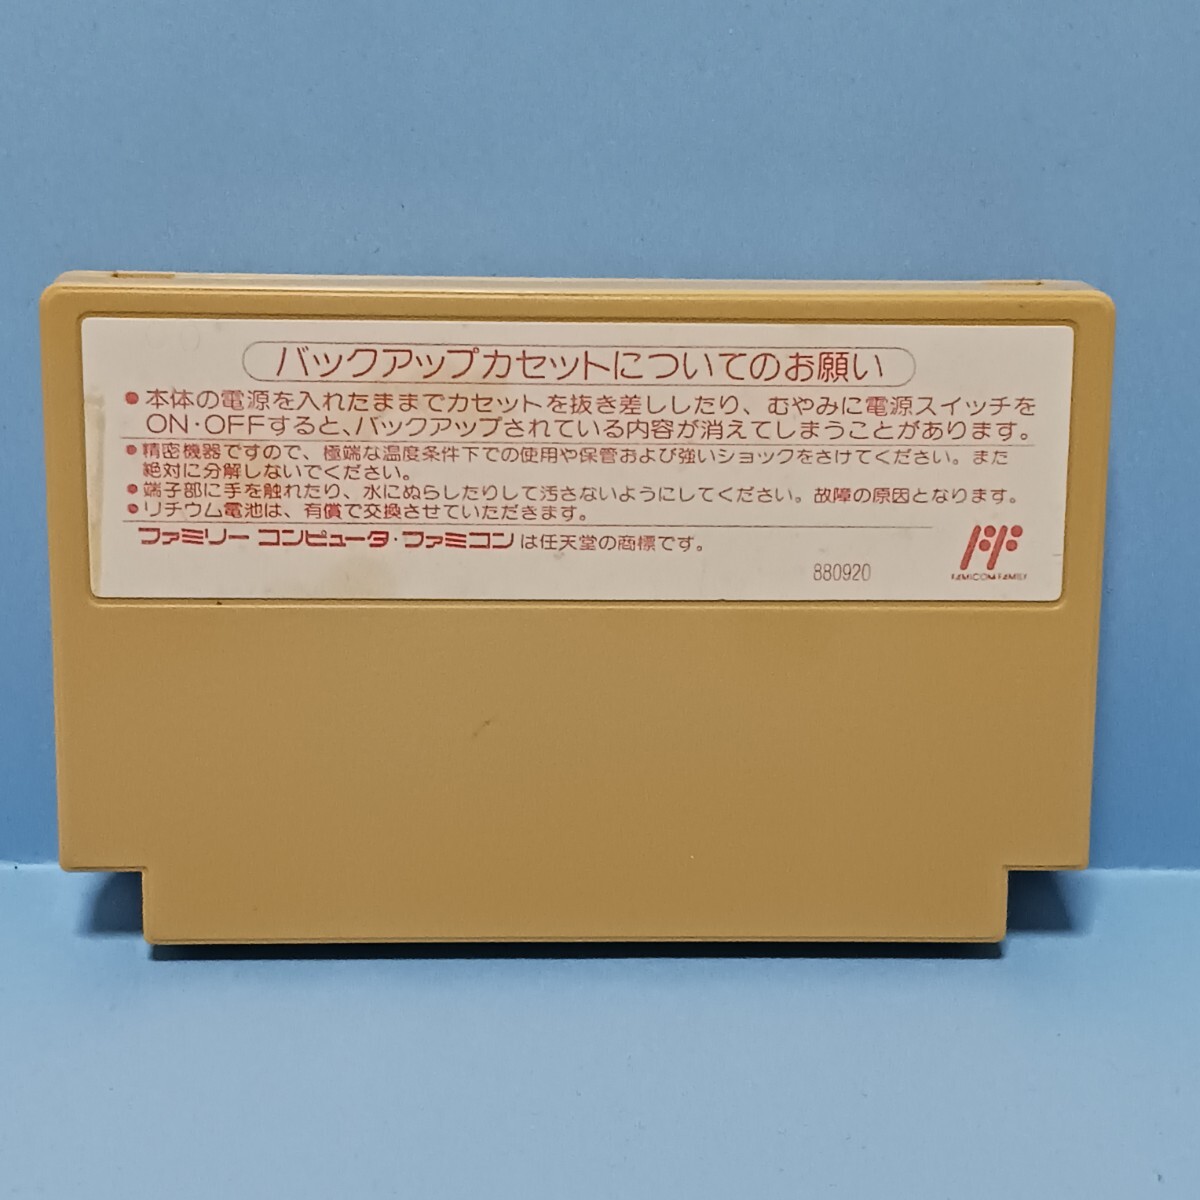 バックアップカセットについてのお願い
●本体の電源を入れたままでカセットを抜き差ししたり、むやみに電源スイッチを
ON・OFFすると、バックアップされている内容が消えてしまうことがあります。
●精密機器ですので、極端な温度条件下での使用や保管および強いショックをさけてください。また
絶対に分解しないでください。
●端子部に手を触れたり、水にぬらしたりして汚さないようにしてください。故障の原因となります。
●リチウム電池は、有償で交換させていただきます。
ファミリー コンピュータ・ファミコンは任天堂の商標です。
880920
FAMICOM FAMILY